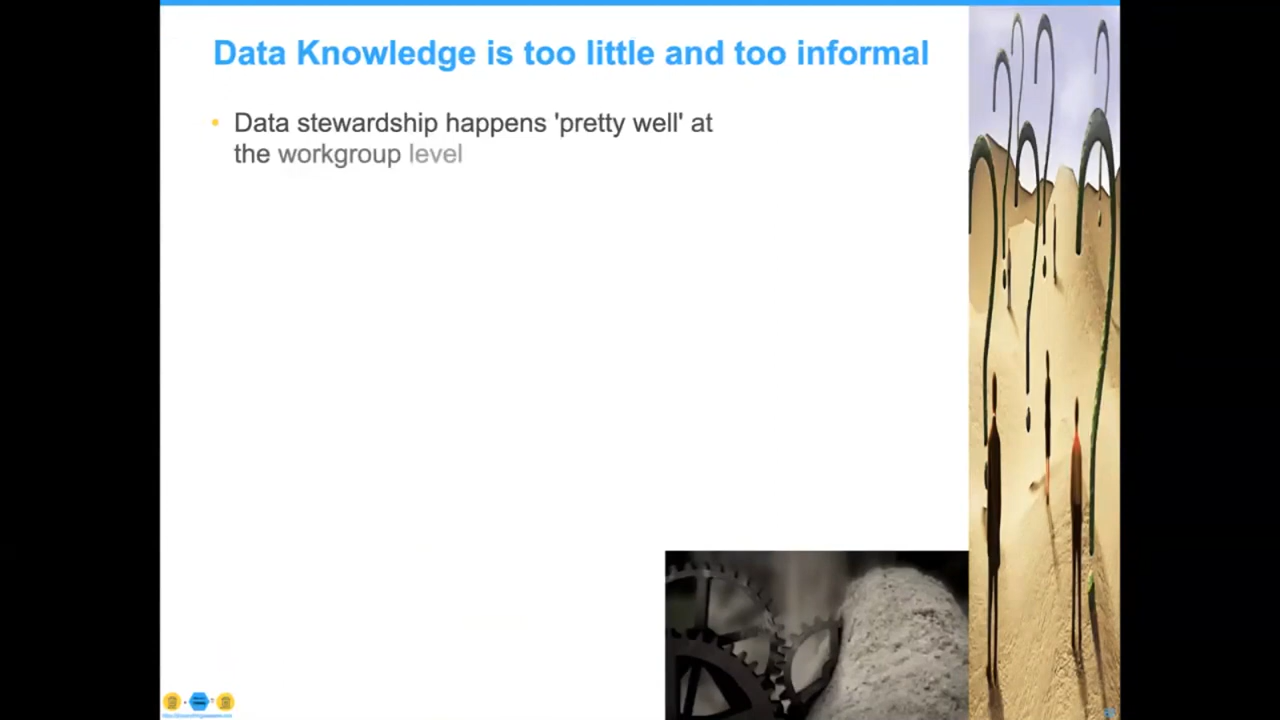 Data Knowledge is too little and too informal
• Data stewardship happens 'pretty well' at
the workgroup level